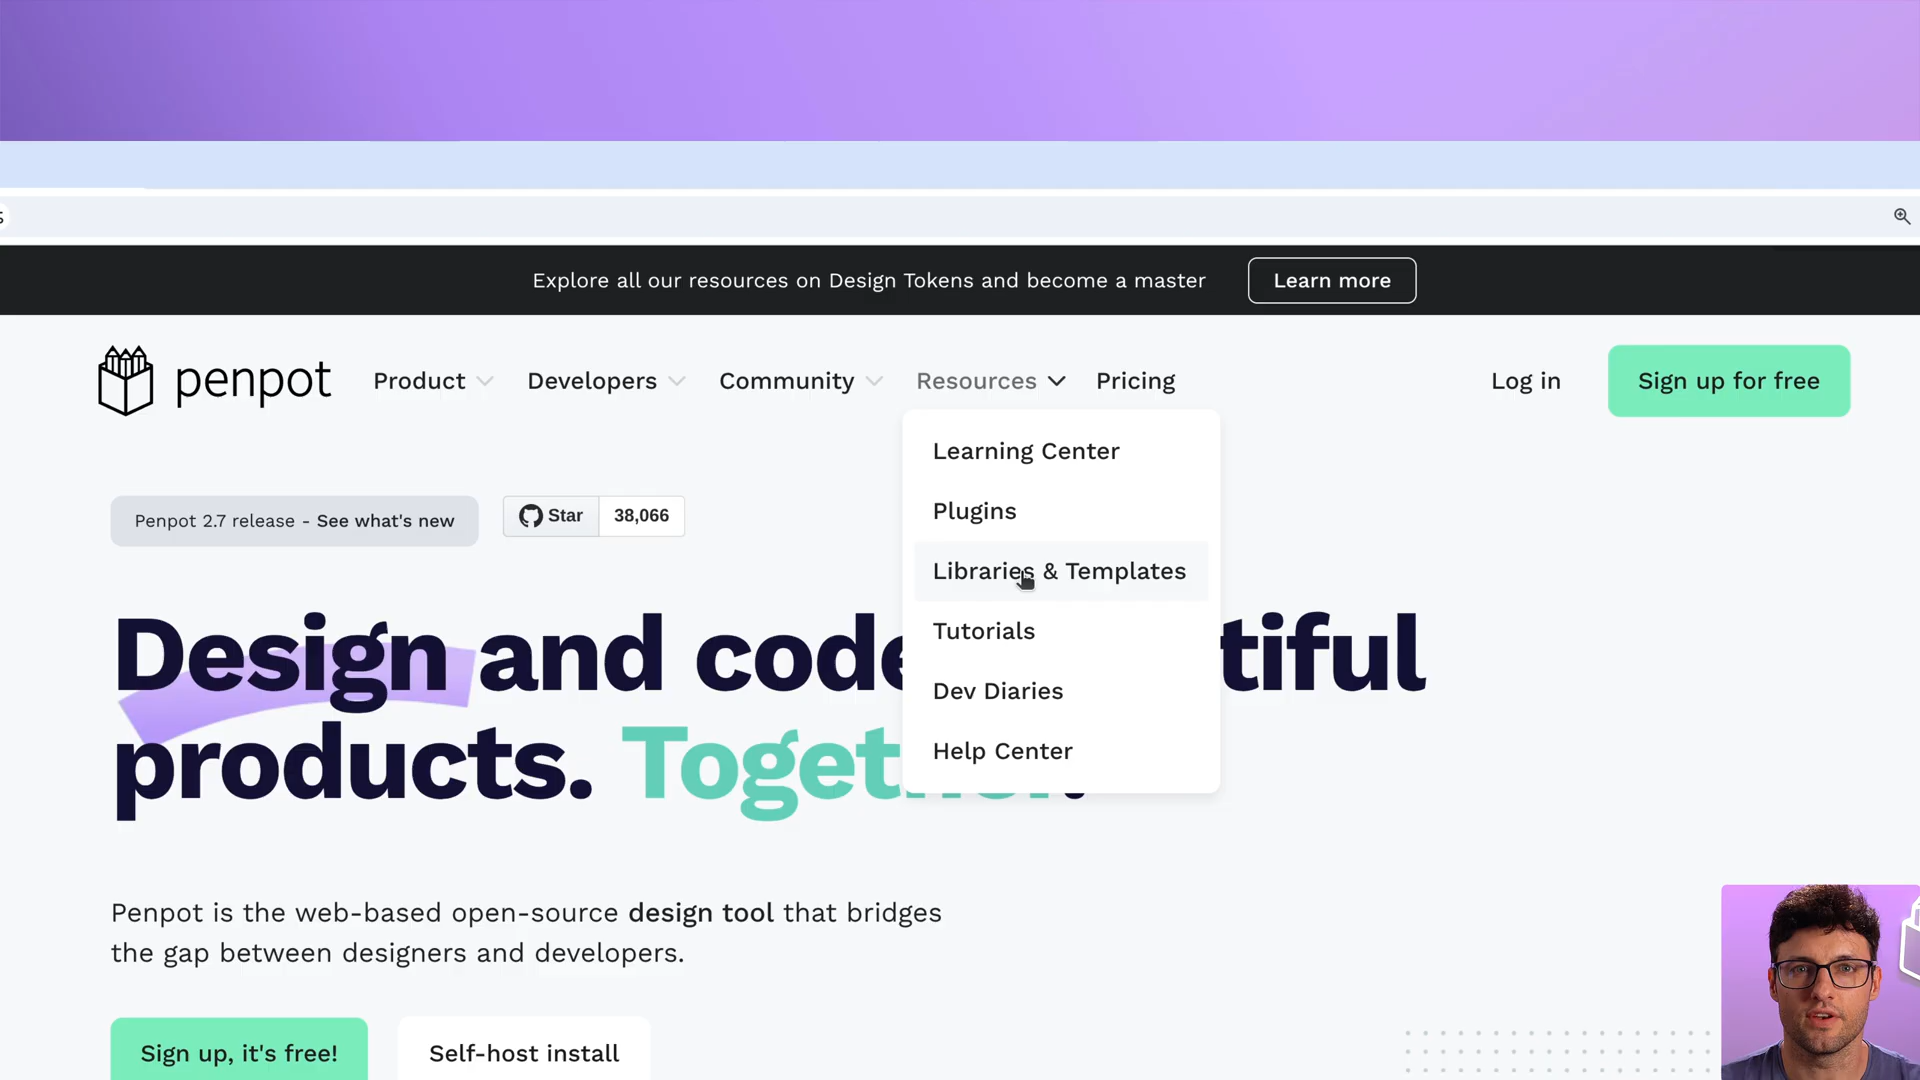 Explore all our resources on Design Tokens and become a master
Learn more
penpot
Product
Developers
Community
Resources
Pricing
Log in
Sign up for free
Learning Center
Plugins
Libraries & Templates
Tutorials
Dev Diaries
Help Center
Penpot 2.7 release - See what's new
Star
38,066
Design and code tiful
products. Together.
Penpot is the web-based open-source design tool that bridges
the gap between designers and developers.
Sign up, it's free!
Self-host install